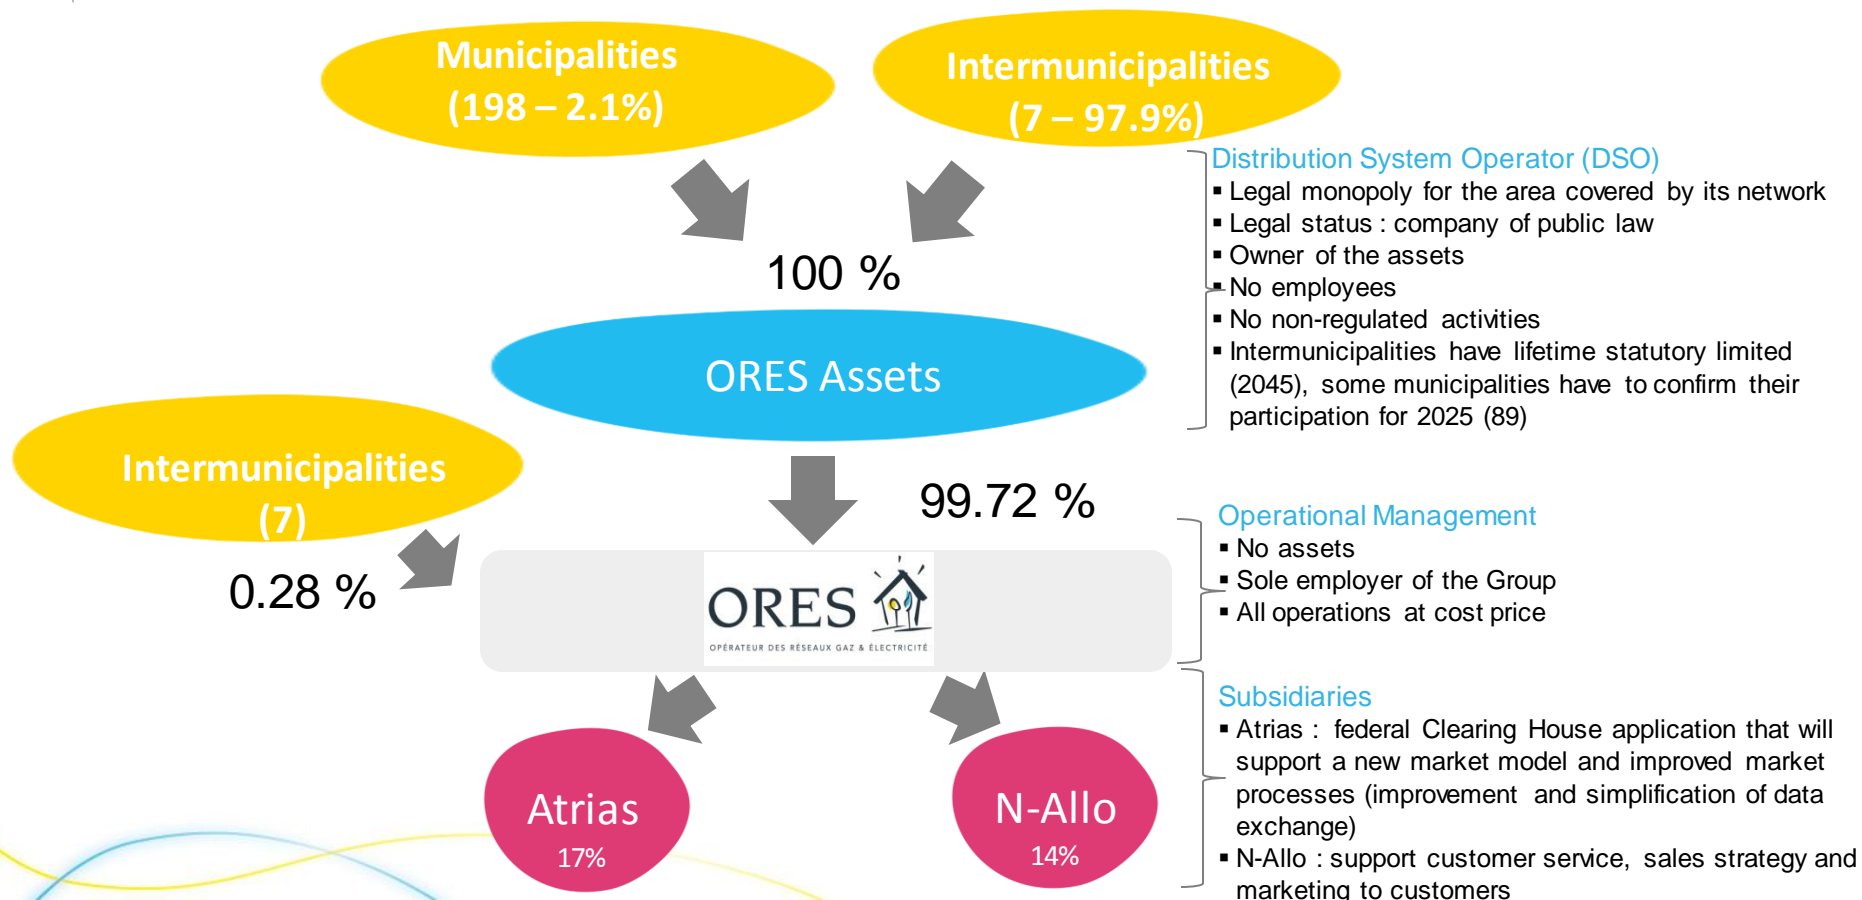 Municipalities
(198 – 2.1%)
Intermunicipalities
(7 – 97.9%)
100 %
ORES Assets
Intermunicipalities
(7)
0.28 %
99.72 %
ORES
OPÉRATEUR DES RÉSEAUX GAZ & ÉLECTRICITÉ
Atrias
17%
N-Allo
14%
Distribution System Operator (DSO)
▪ Legal monopoly for the area covered by its network
▪ Legal status : company of public law
▪ Owner of the assets
▪ No employees
▪ No non-regulated activities
▪ Intermunicipalities have lifetime statutory limited
(2045), some municipalities have to confirm their
participation for 2025 (89)
Operational Management
▪ No assets
▪ Sole employer of the Group
▪ All operations at cost price
Subsidiaries
▪ Atrias : federal Clearing House application that will
support a new market model and improved market
processes (improvement and simplification of data
exchange)
▪ N-Allo : support customer service, sales strategy and
marketing to customers